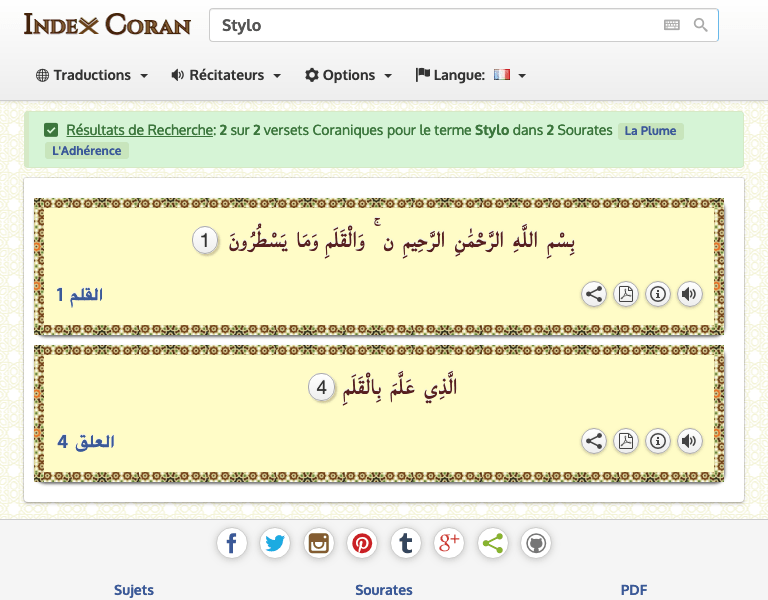 INDEX CORAN
Stylo
Traductions Récitateurs Options Langue:
Résultats de Recherche: 2 sur 2 versets Coraniques pour le terme Stylo dans 2 Sourates La Plume
L'Adhérence
بِسْمِ اللَّهِ الرَّحْمَٰنِ الرَّحِيمِ ن ۚ وَالْقَلَمِ وَمَا يَسْطُرُونَ 1
القلم 1
الَّذِي عَلَّمَ بِالْقَلَمِ 4
العلق 4
Sujets Sourates PDF